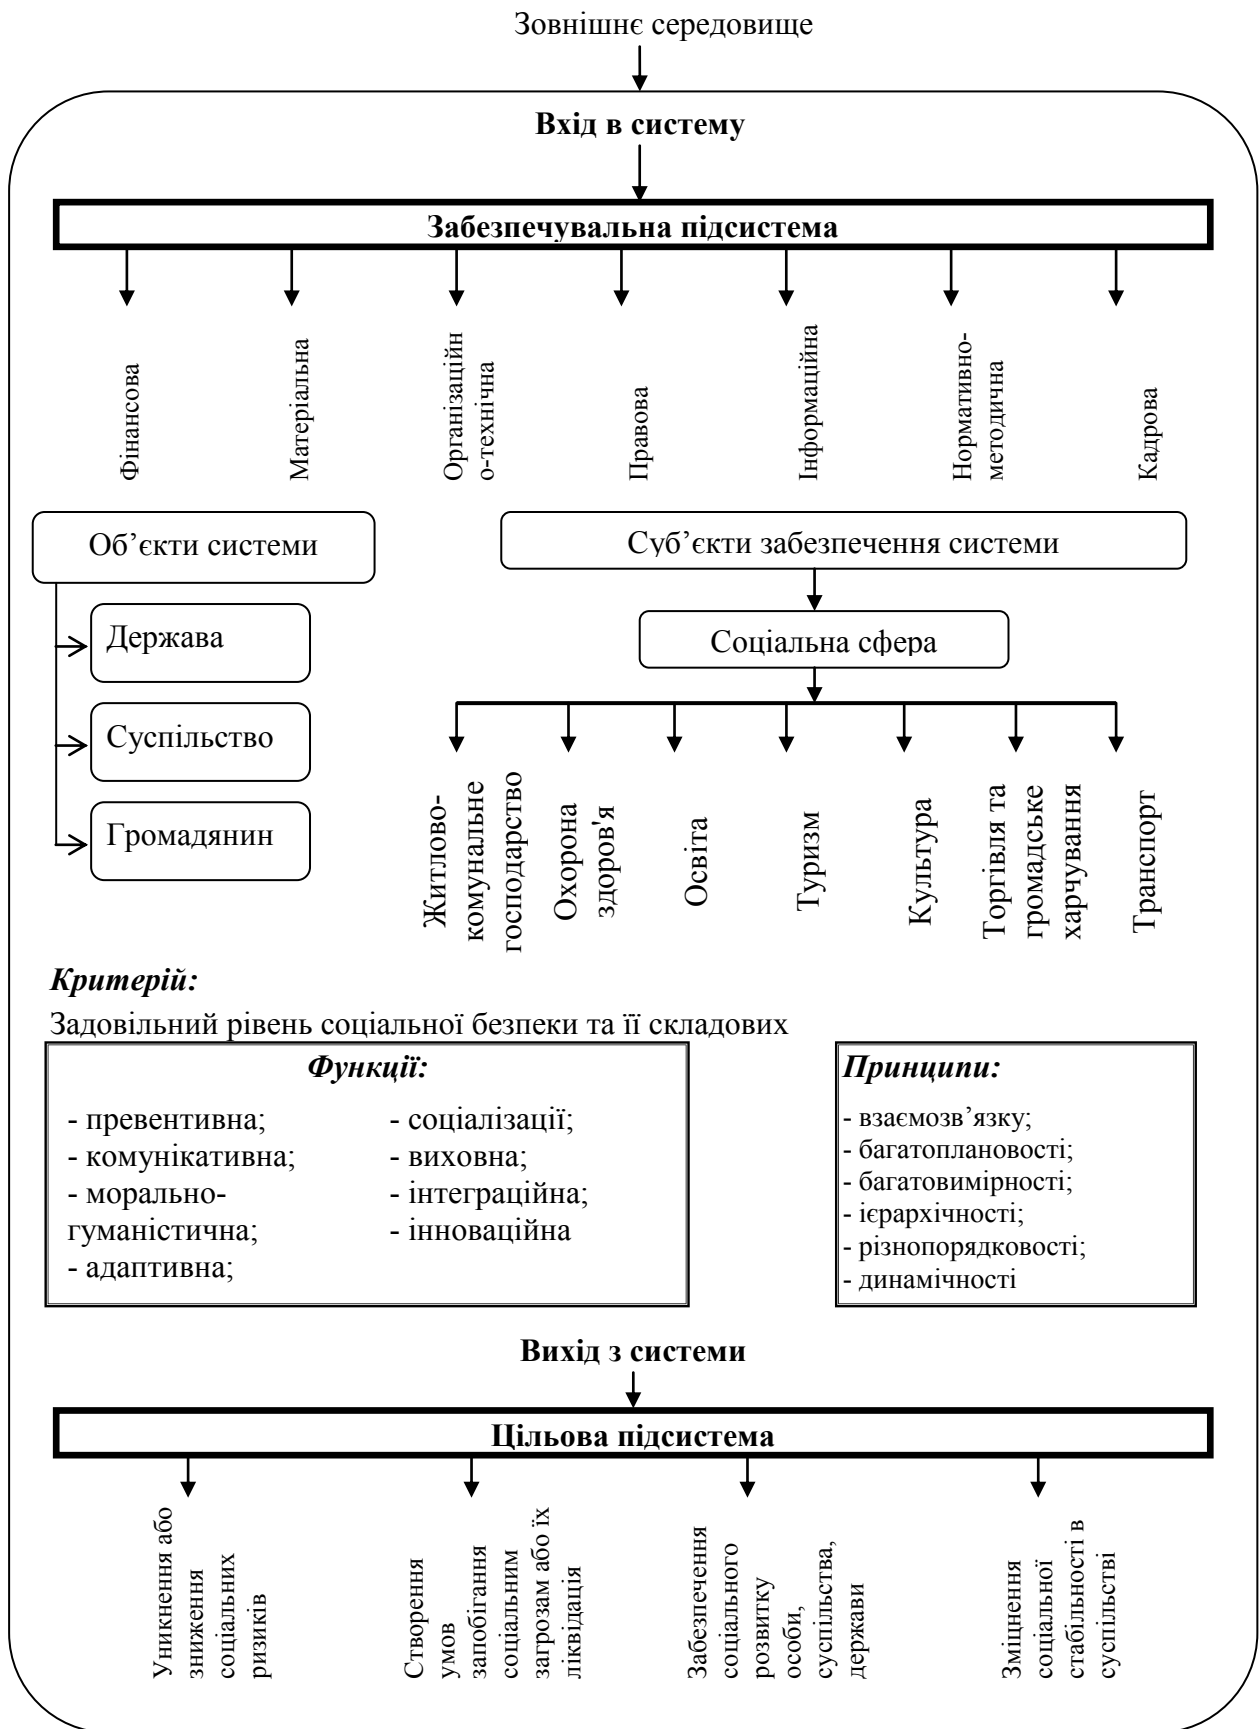 Зовнішнє середовище
Вхід в систему
Забезпечувальна підсистема
Фінансова
Матеріальна
Організаційн
о-технічна
Правова
Інформаційна
Нормативно-
методична
Кадрова
Об’єкти системи
Держава
Суспільство
Громадянин
Суб’єкти забезпечення системи
Соціальна сфера
Житлово-
комунальне
господарство
Охорона
здоров'я
Освіта
Туризм
Культура
Торгівля та
громадське
харчування
Транспорт
Критерій:
Задовільний рівень соціальної безпеки та її складових
Функції:
- превентивна;
- комунікативна;
- морально-
гуманістична;
- адаптивна;
- соціалізації;
- виховна;
- інтеграційна;
- інноваційна
Принципи:
- взаємозв’язку;
- багатоплановості;
- багатовимірності;
- ієрархічності;
- різнопорядковості;
- динамічності
Вихід з системи
Цільова підсистема
Уникнення або
зниження
соціальних
ризиків
Створення
умов
запобігання
соціальним
загрозам або їх
ліквідація
Забезпечення
соціального
розвитку
особи,
суспільства,
держави
Зміцнення
соціальної
стабільності в
суспільстві